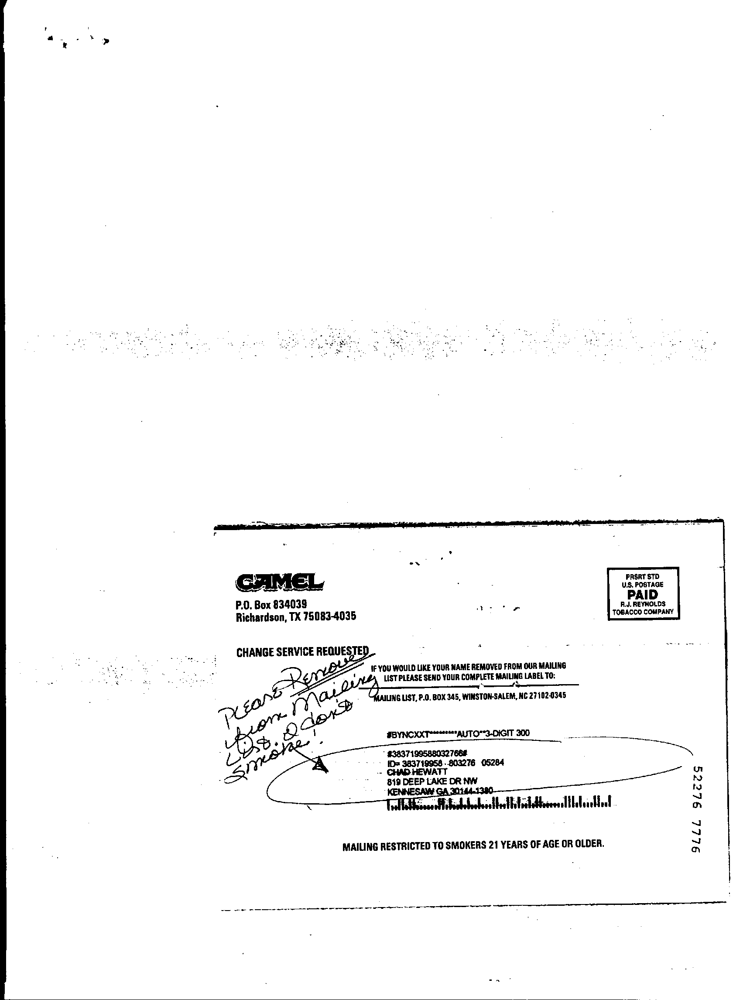 CAMEL
P.O. Box 834039
Richardson, TX 75083-4035
PRSRT STD
U.S. POSTAGE
PAID
R.J. REYNOLDS
TOBACCO COMPANY
CHANGE SERVICE REQUESTED
IF YOU WOULD LIKE YOUR NAME REMOVED FROM OUR MAILING
LIST PLEASE SEND YOUR COMPLETE MAILING LABEL TO:
MAILING LIST, P.O. BOX 345, WINSTON-SALEM, NC 27102-0345
Please Remove
from Mailing
List. I don't
smoke!
#BYNCXXT*********AUTO**3-DIGIT 300
#3837199588032766#
ID= 383719958-803276 05284
CHAD HEWATT
819 DEEP LAKE DR NW
KENNESAW GA 30144-1380
MAILING RESTRICTED TO SMOKERS 21 YEARS OF AGE OR OLDER.
52276 7776